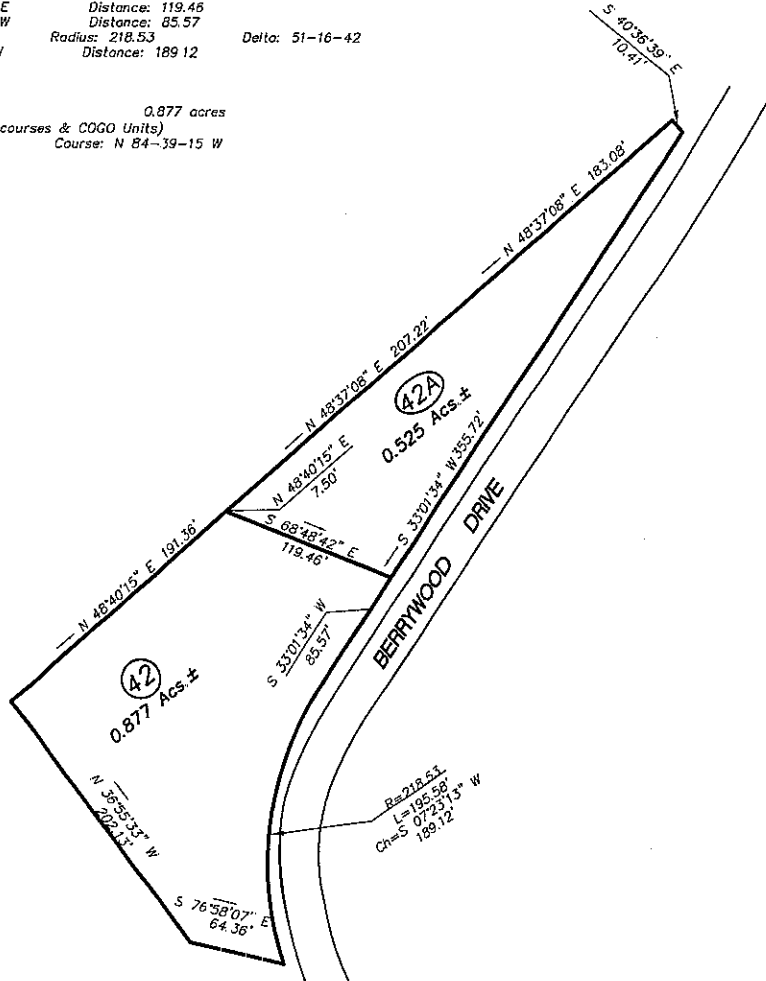 E Distance: 119.46
W Distance: 85.57
Radius: 218.53 Delta: 51-16-42
Distance: 189.12
0.877 acres
courses & COGO Units)
Course: N 84-39-15 W
S 40°36'39" E
10.41'
N 48°37'08" E 183.08'
N 48°37'08" E 207.22'
42A
0.525 Acs.±
N 48°40'15" E
7.50'
S 68°48'42" E
119.46'
S 33°01'34" W 355.72'
N 48°40'15" E 191.36'
S 33°01'34" W
85.57'
BERRYWOOD DRIVE
42
0.877 Acs.±
R=218.53
L=195.58'
Ch=S 07°23'13" W
189.12'
N 36°55'33" W
202.13'
S 76°58'07" E
64.36'